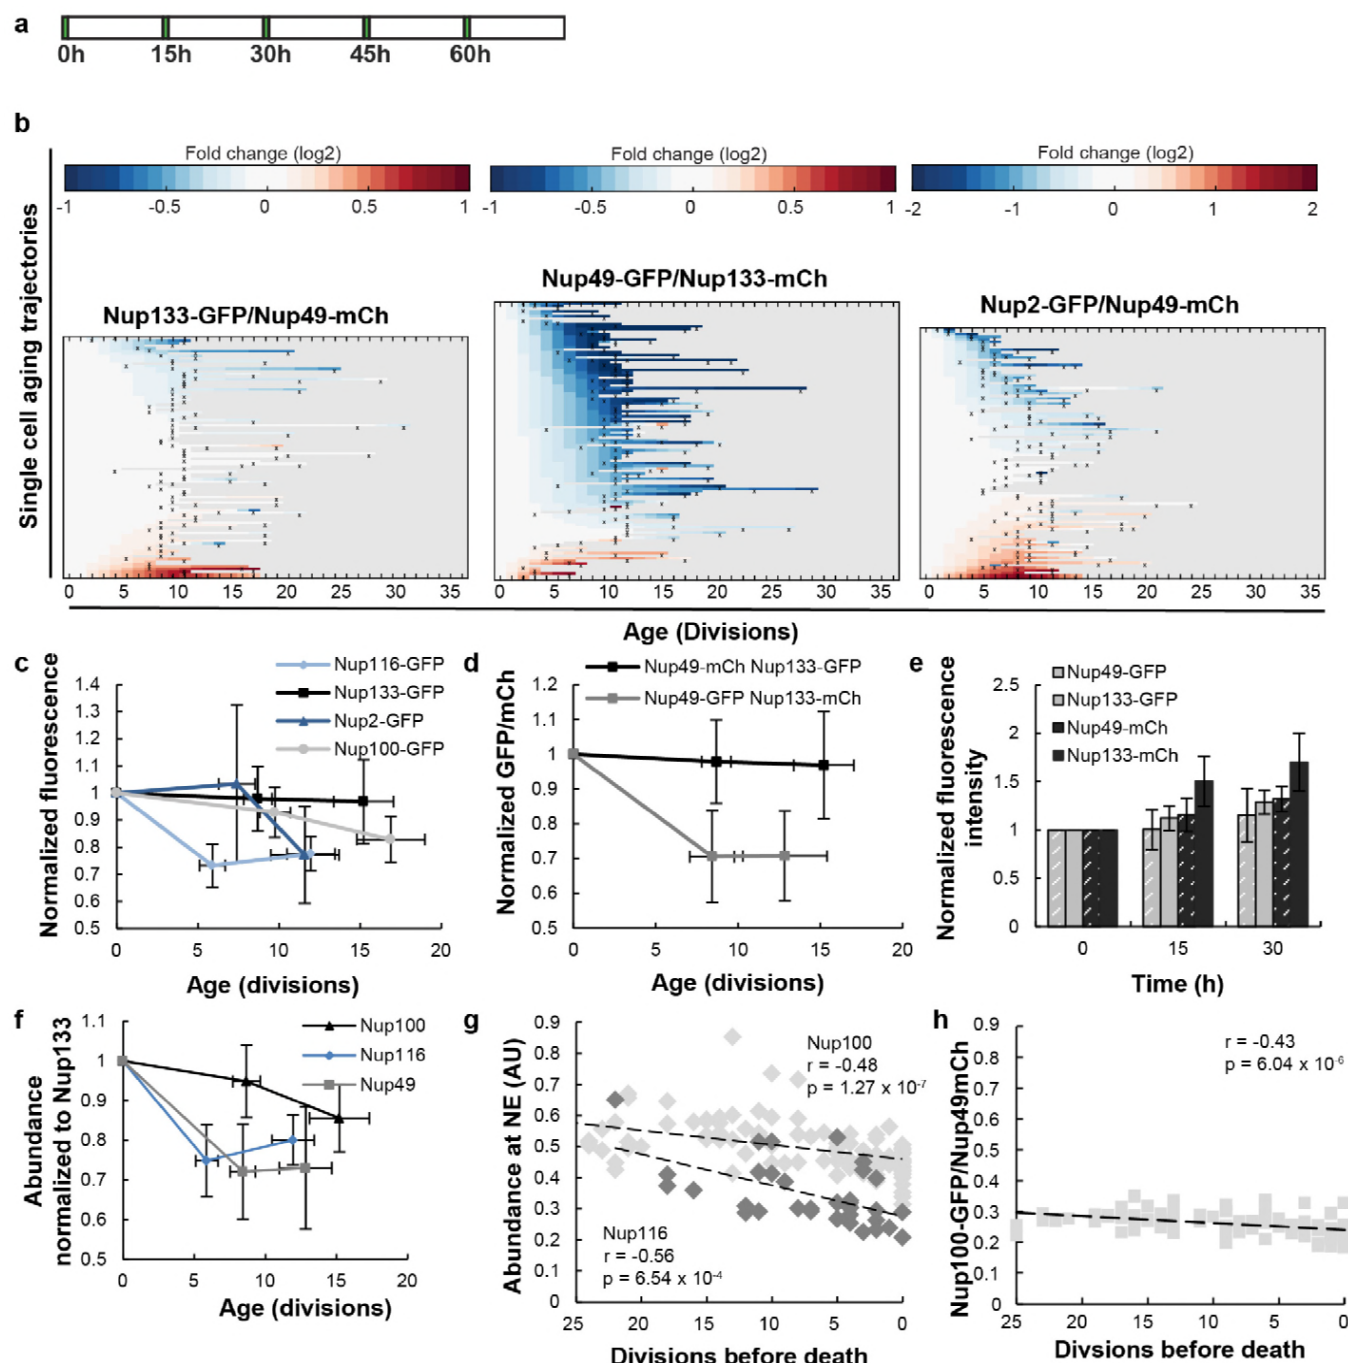 a
0h 15h 30h 45h 60h
b
Fold change (log2) Fold change (log2) Fold change (log2)
-1 -0.5 0 0.5 1 -1 -0.5 0 0.5 1 -2 -1 0 1 2
Single cell aging trajectories
Nup133-GFP/Nup49-mCh
Nup49-GFP/Nup133-mCh
Nup2-GFP/Nup49-mCh
0 5 10 15 20 25 30 35 0 5 10 15 20 25 30 35 0 5 10 15 20 25 30 35
Age (Divisions)
c
Normalized fluorescence
Nup116-GFP
Nup133-GFP
Nup2-GFP
Nup100-GFP
1.4
1.3
1.2
1.1
1
0.9
0.8
0.7
0.6
0.5
0 5 10 15 20
Age (divisions)
d
Normalized GFP/mCh
Nup49-mCh Nup133-GFP
Nup49-GFP Nup133-mCh
1.2
1.1
1
0.9
0.8
0.7
0.6
0.5
0 5 10 15 20
Age (divisions)
e
Normalized fluorescence
intensity
Nup49-GFP
Nup133-GFP
Nup49-mCh
Nup133-mCh
2.5
2
1.5
1
0.5
0
0 15 30
Time (h)
f
Abundance
normalized to Nup133
Nup100
Nup116
Nup49
1.1
1
0.9
0.8
0.7
0.6
0.5
0 5 10 15 20
Age (divisions)
g
Abundance at NE (AU)
0.9
0.8
0.7
0.6
0.5
0.4
0.3
0.2
0.1
0
Nup100
r = -0.48
p = 1.27 x 10⁻⁷
Nup116
r = -0.56
p = 6.54 x 10⁻⁴
25 20 15 10 5 0
Divisions before death
h
Nup100-GFP/Nup49mCh
0.9
0.8
0.7
0.6
0.5
0.4
0.3
0.2
0.1
0
r = -0.43
p = 6.04 x 10⁻⁶
25 20 15 10 5 0
Divisions before death